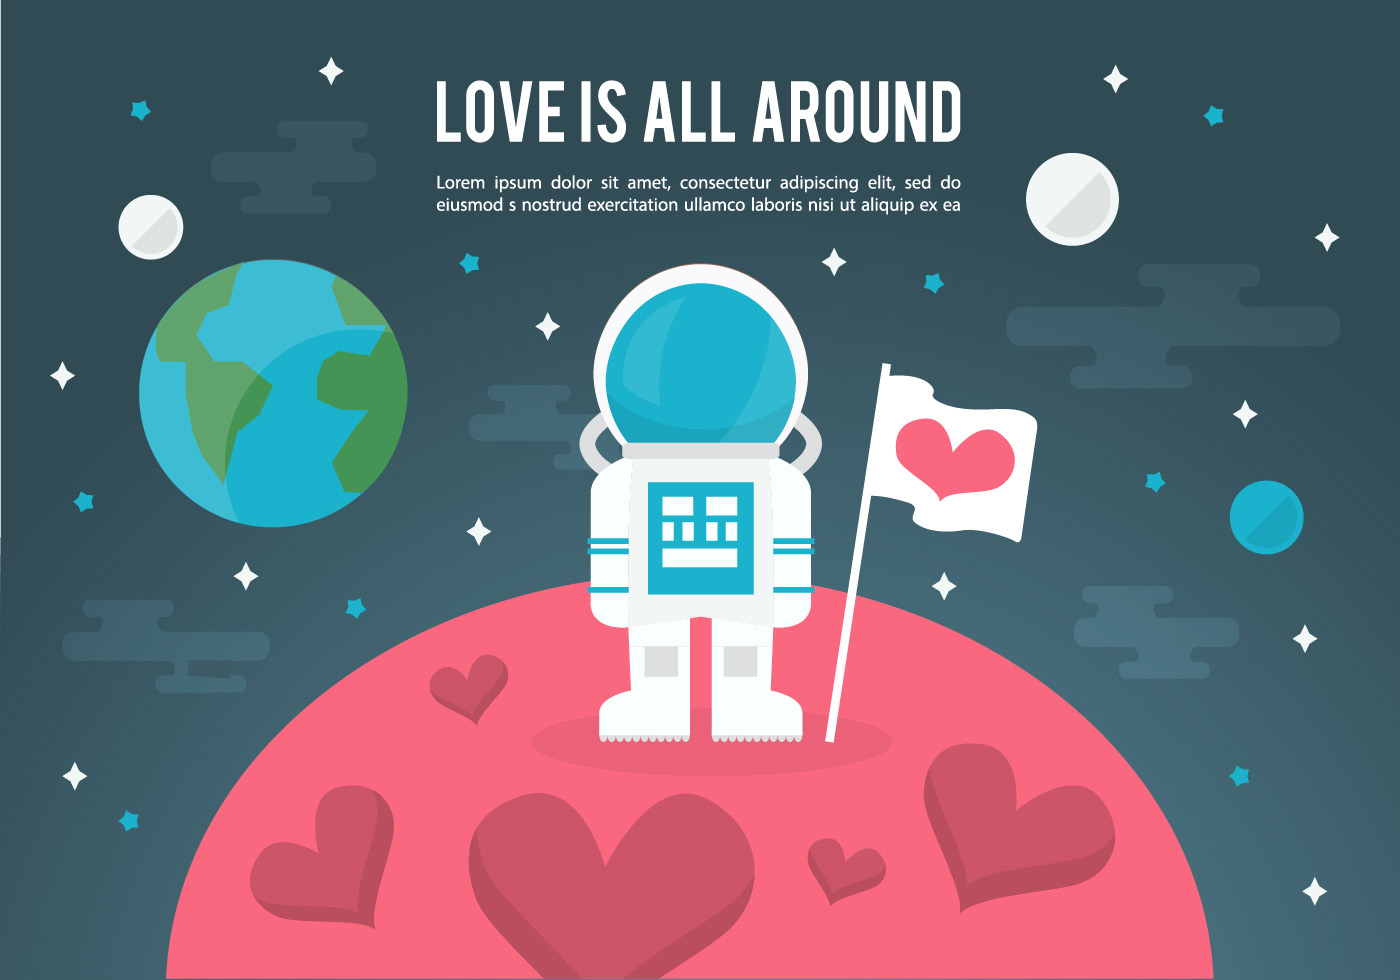 LOVE IS ALL AROUND
Lorem ipsum dolor sit amet, consectetur adipiscing elit, sed do
eiusmod s nostrud exercitation ullamco laboris nisi ut aliquip ex ea